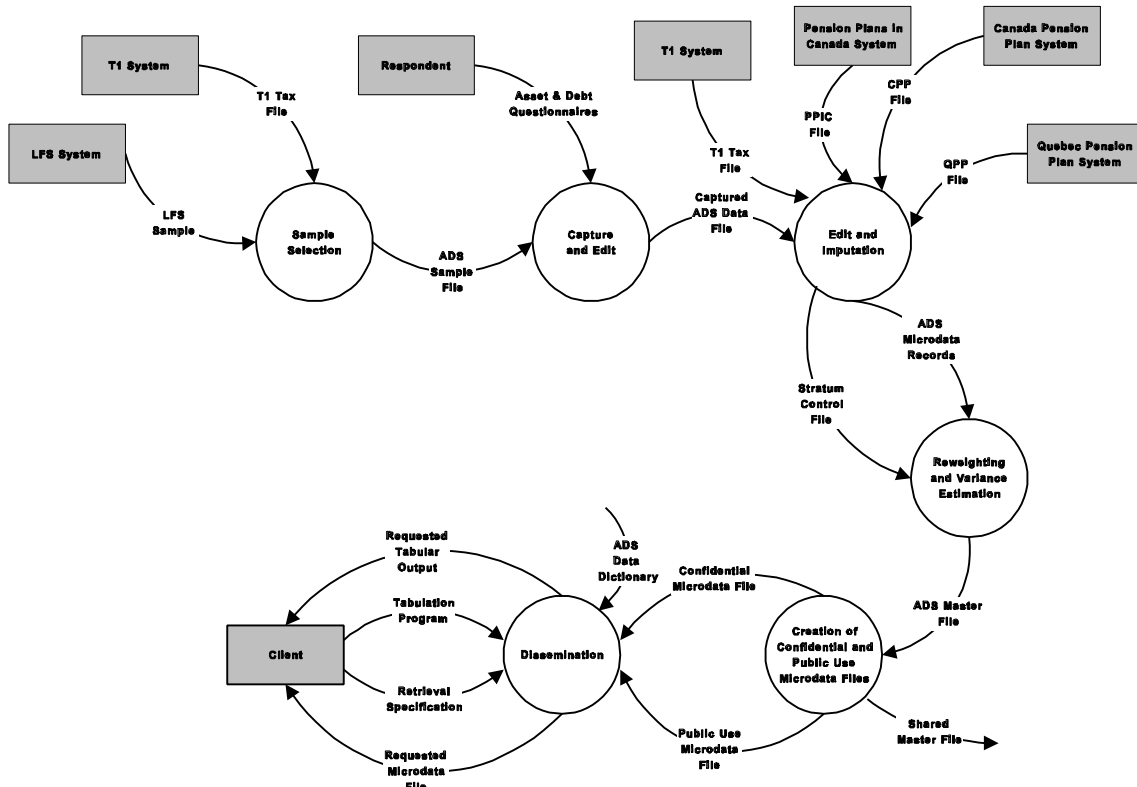 T1 System
Respondent
T1 System
Pension Plans in
Canada System
Canada Pension
Plan System
T1 Tax
File
Asset & Debt
Questionnaires
CPP
File
PPIC
File
LFS System
T1 Tax
File
QPP
File
Quebec Pension
Plan System
LFS
Sample
Sample
Selection
ADS
Sample
File
Capture
and Edit
Captured
ADS Data
File
Edit and
Imputation
ADS
Microdata
Records
Stratum
Control
File
Reweighting
and Variance
Estimation
Requested
Tabular
Output
ADS
Data
Dictionary
Confidential
Microdata File
ADS Master
File
Tabulation
Program
Client
Dissemination
Creation of
Confidential and
Public Use
Microdata Files
Retrieval
Specification
Shared
Master File
Requested
Microdata
File
Public Use
Microdata
File